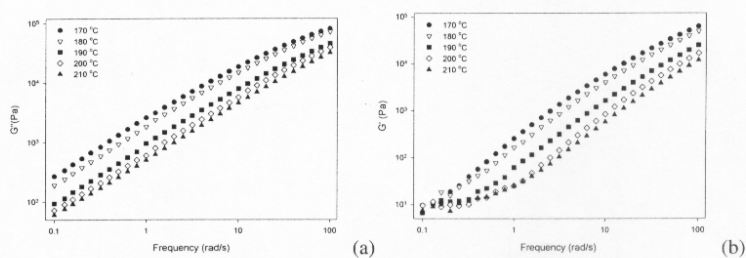 10⁵
10⁴
10³
10²
G"(Pa)
170 °C
180 °C
190 °C
200 °C
210 °C
0.1 1 10 100
Frequency (rad/s)
(a)
10⁵
10⁴
10³
10²
10¹
G' (Pa)
170 °C
180 °C
190 °C
200 °C
210 °C
0.1 1 10 100
Frequency (rad/s)
(b)